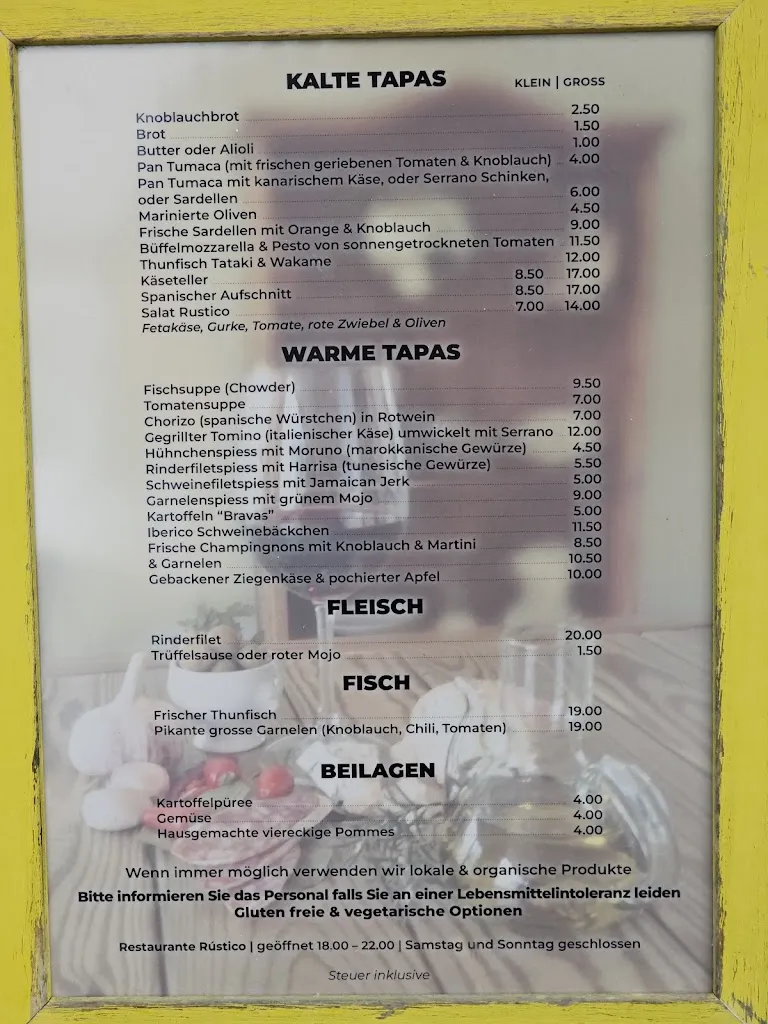 KALTE TAPAS KLEIN | GROSS
Knoblauchbrot 2.50
Brot 1.50
Butter oder Alioli 1.00
Pan Tumaca (mit frischen geriebenen Tomaten & Knoblauch) 4.00
Pan Tumaca mit kanarischem Käse, oder Serrano Schinken,
oder Sardellen 6.00
Marinierte Oliven 4.50
Frische Sardellen mit Orange & Knoblauch 9.00
Büffelmozzarella & Pesto von sonnengetrockneten Tomaten 11.50
Thunfisch Tataki & Wakame 12.00
Käseteller 8.50 17.00
Spanischer Aufschnitt 8.50 17.00
Salat Rustico 7.00 14.00
Fetakäse, Gurke, Tomate, rote Zwiebel & Oliven
WARME TAPAS
Fischsuppe (Chowder) 9.50
Tomatensuppe 7.00
Chorizo (spanische Würstchen) in Rotwein 7.00
Gegrillter Tomino (italienischer Käse) umwickelt mit Serrano 12.00
Hühnchenspiess mit Moruno (marokkanische Gewürze) 4.50
Rinderfiletspiess mit Harrisa (tunesische Gewürze) 5.50
Schweinefiletspiess mit Jamaican Jerk 5.00
Garnelenspiess mit grünem Mojo 9.00
Kartoffeln "Bravas" 5.00
Iberico Schweinebäckchen 11.50
Frische Champingnons mit Knoblauch & Martini 8.50
& Garnelen 10.50
Gebackener Ziegenkäse & pochierter Apfel 10.00
FLEISCH
Rinderfilet 20.00
Trüffelsause oder roter Mojo 1.50
FISCH
Frischer Thunfisch 19.00
Pikante grosse Garnelen (Knoblauch, Chili, Tomaten) 19.00
BEILAGEN
Kartoffelpüree 4.00
Gemüse 4.00
Hausgemachte viereckige Pommes 4.00
Wenn immer möglich verwenden wir lokale & organische Produkte
Bitte informieren Sie das Personal falls Sie an einer Lebensmittelintoleranz leiden
Gluten freie & vegetarische Optionen
Restaurante Rústico | geöffnet 18.00 – 22.00 | Samstag und Sonntag geschlossen
Steuer inklusive